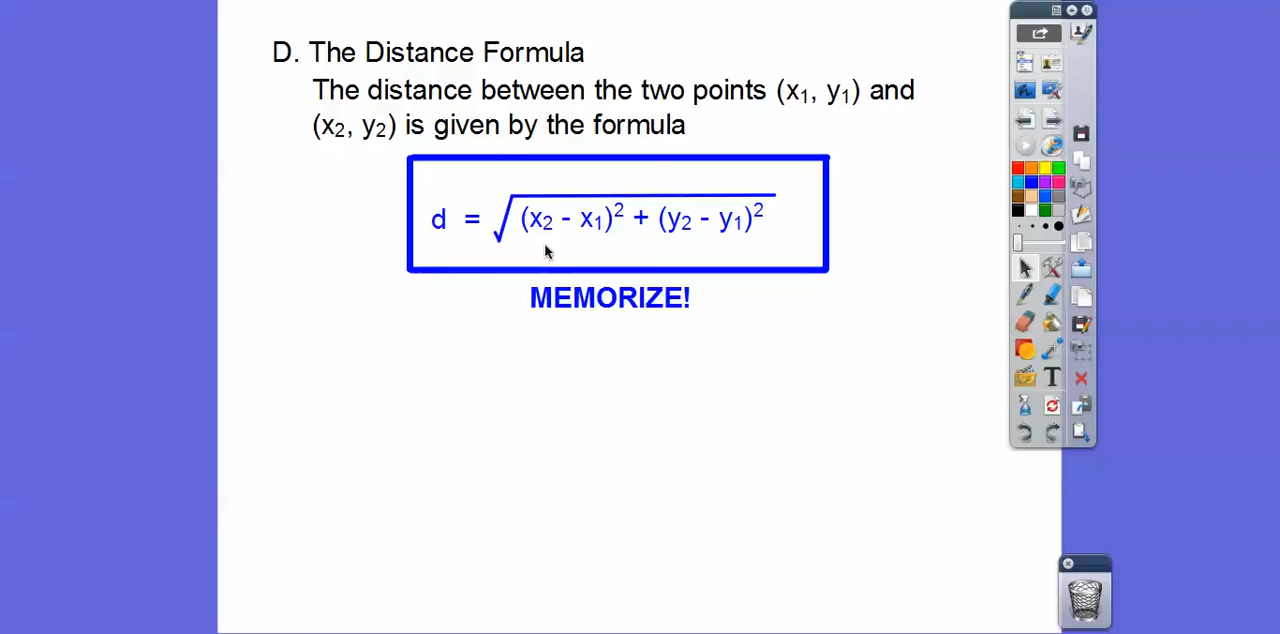 D. The Distance Formula
The distance between the two points (x₁, y₁) and
(x₂, y₂) is given by the formula
d = √(x₂ - x₁)² + (y₂ - y₁)²
MEMORIZE!
T